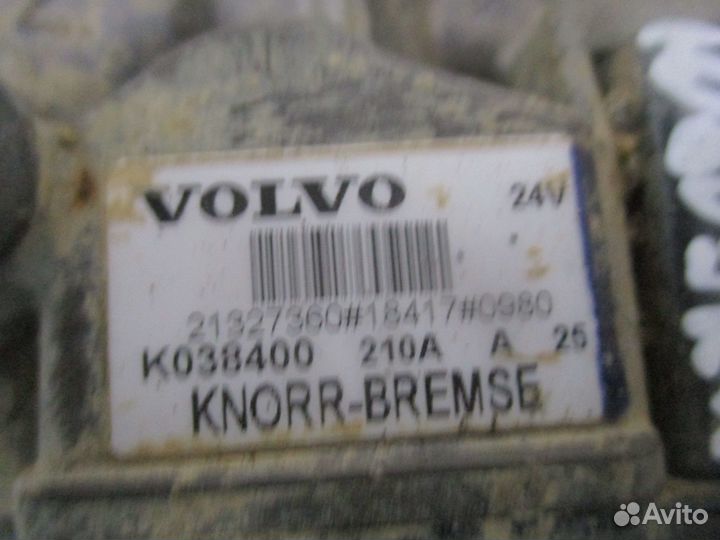 VOLVO 24V
21327360#18417#0980
K038400 210A A 25
KNORR-BREMSE
Avito